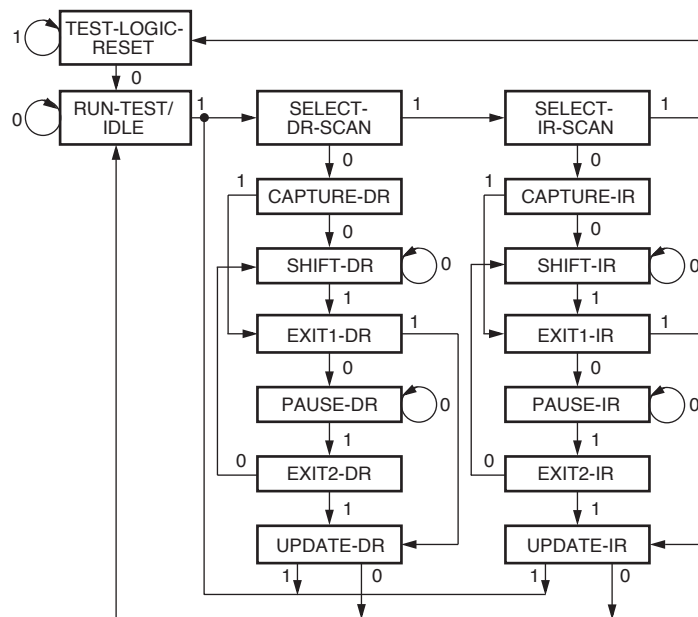 TEST-LOGIC-
RESET
1
0
RUN-TEST/
IDLE
0
1
SELECT-
DR-SCAN
1
SELECT-
IR-SCAN
1
0
0
1
CAPTURE-DR
1
CAPTURE-IR
0
0
SHIFT-DR
0
SHIFT-IR
0
1
1
EXIT1-DR
1
EXIT1-IR
1
0
0
PAUSE-DR
0
PAUSE-IR
0
1
1
0
EXIT2-DR
0
EXIT2-IR
1
1
UPDATE-DR
UPDATE-IR
1
0
1
0